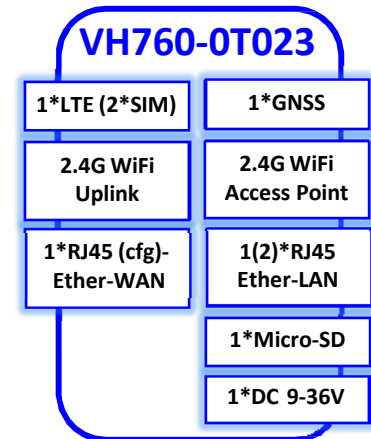 VH760-0T023
1*LTE (2*SIM)
1*GNSS
2.4G WiFi
Uplink
2.4G WiFi
Access Point
1*RJ45 (cfg)-
Ether-WAN
1(2)*RJ45
Ether-LAN
1*Micro-SD
1*DC 9-36V